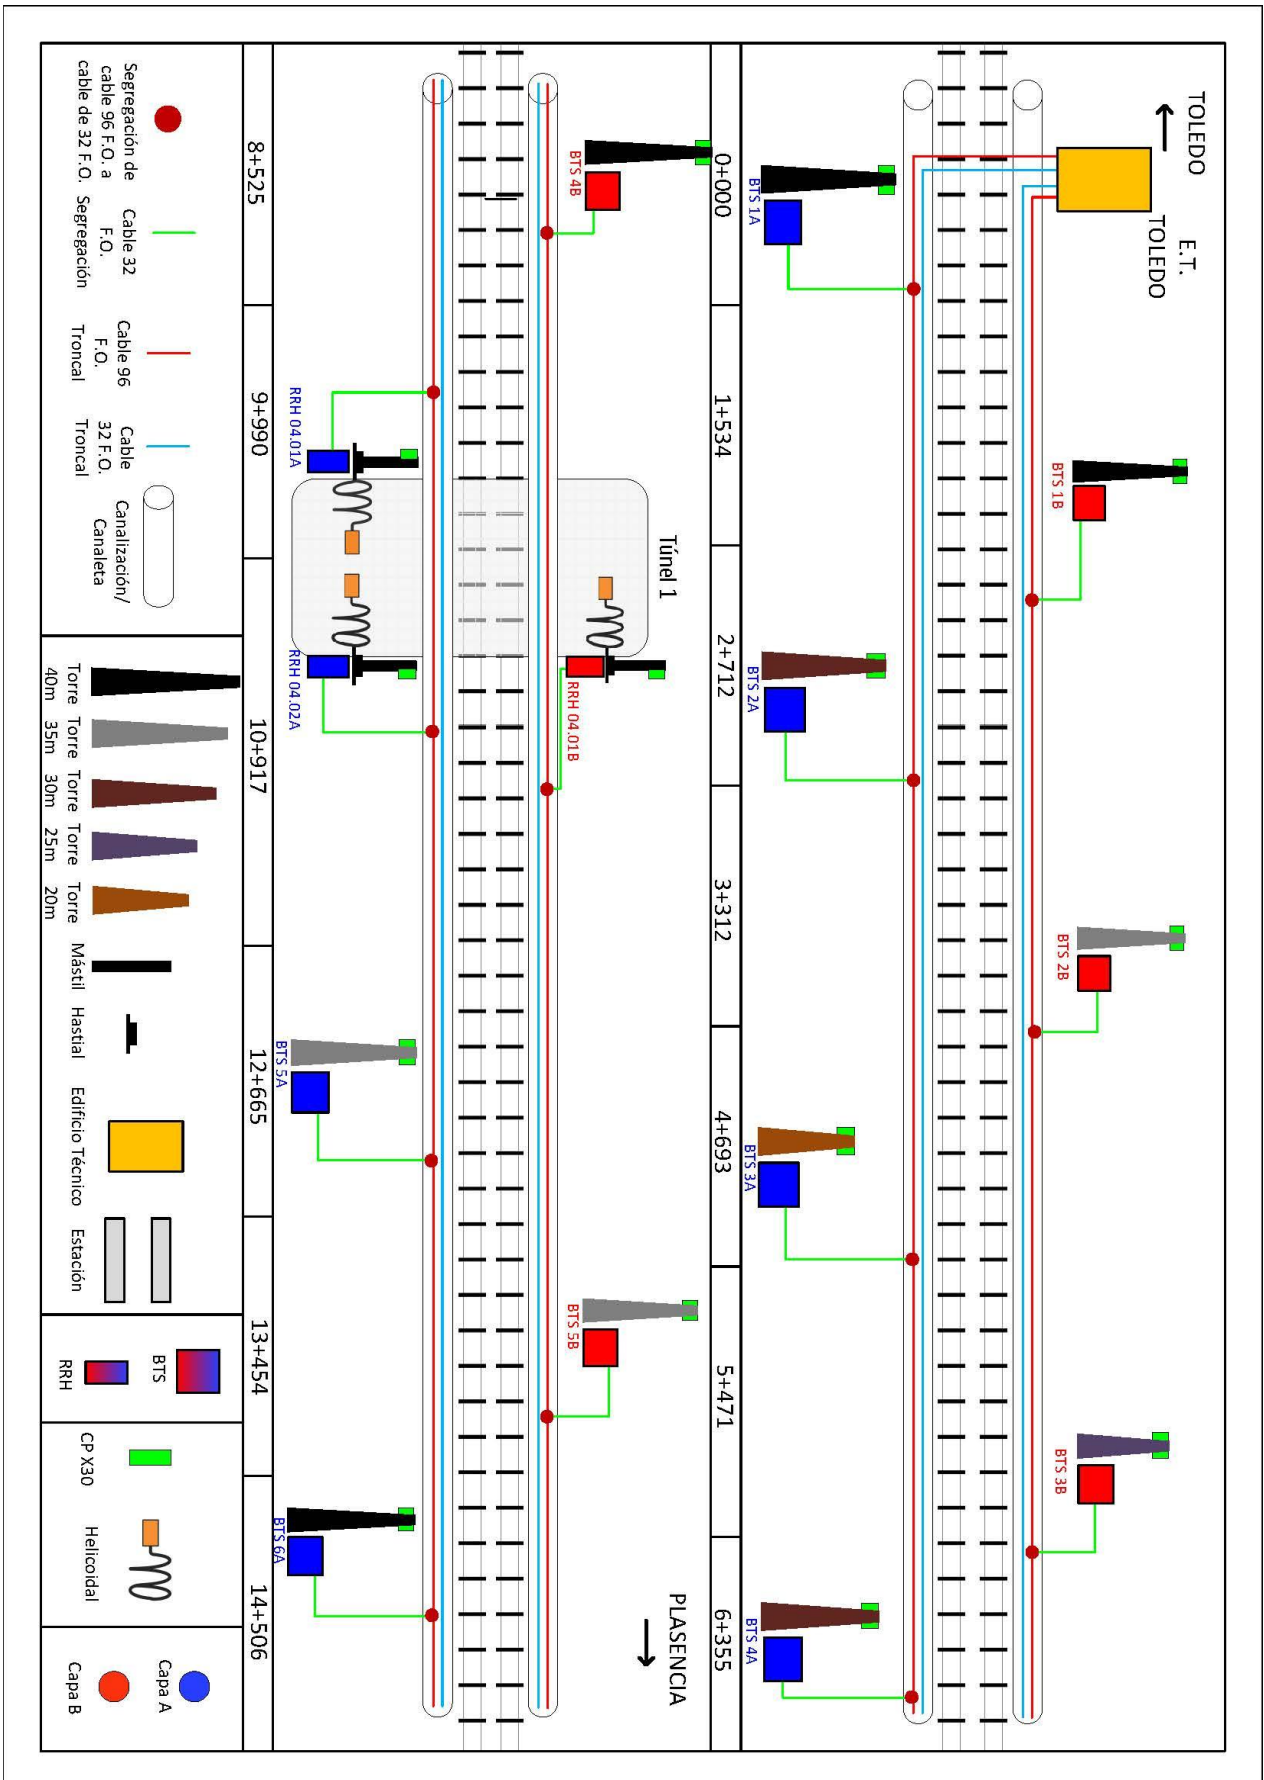 TOLEDO
E.T.
TOLEDO
BTS 1B
BTS 2B
BTS 3B
BTS 1A
BTS 2A
BTS 3A
BTS 4A
0+000
1+534
2+712
3+312
4+693
5+471
6+355
PLASENCIA
Túnel 1
BTS 4B
RRH 04.01B
BTS 5B
RRH 04.01A
RRH 04.02A
BTS 5A
BTS 6A
8+525
9+990
10+917
12+665
13+454
14+506
Segregación de
cable 96 F.O. a
cable de 32 F.O.
Cable 32
F.O.
Segregación
Cable 96
F.O.
Troncal
Cable
32 F.O.
Troncal
Canalización/
Canaleta
Torre
40m
Torre
35m
Torre
30m
Torre
25m
Torre
20m
Mástil
Hastial
Edificio Técnico
Estación
BTS
RRH
CP X30
Helicoidal
Capa A
Capa B